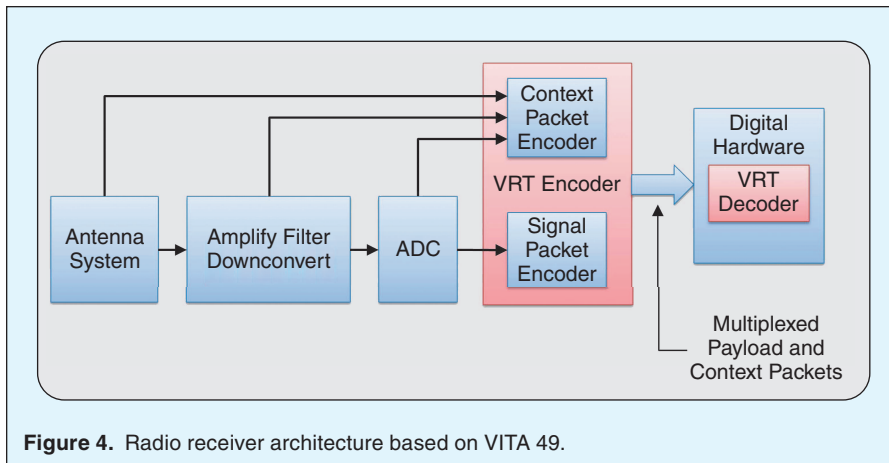 Context
Packet
Encoder
VRT Encoder
Signal
Packet
Encoder
Digital
Hardware
VRT
Decoder
Antenna
System
Amplify Filter
Downconvert
ADC
Multiplexed
Payload and
Context Packets
Figure 4. Radio receiver architecture based on VITA 49.